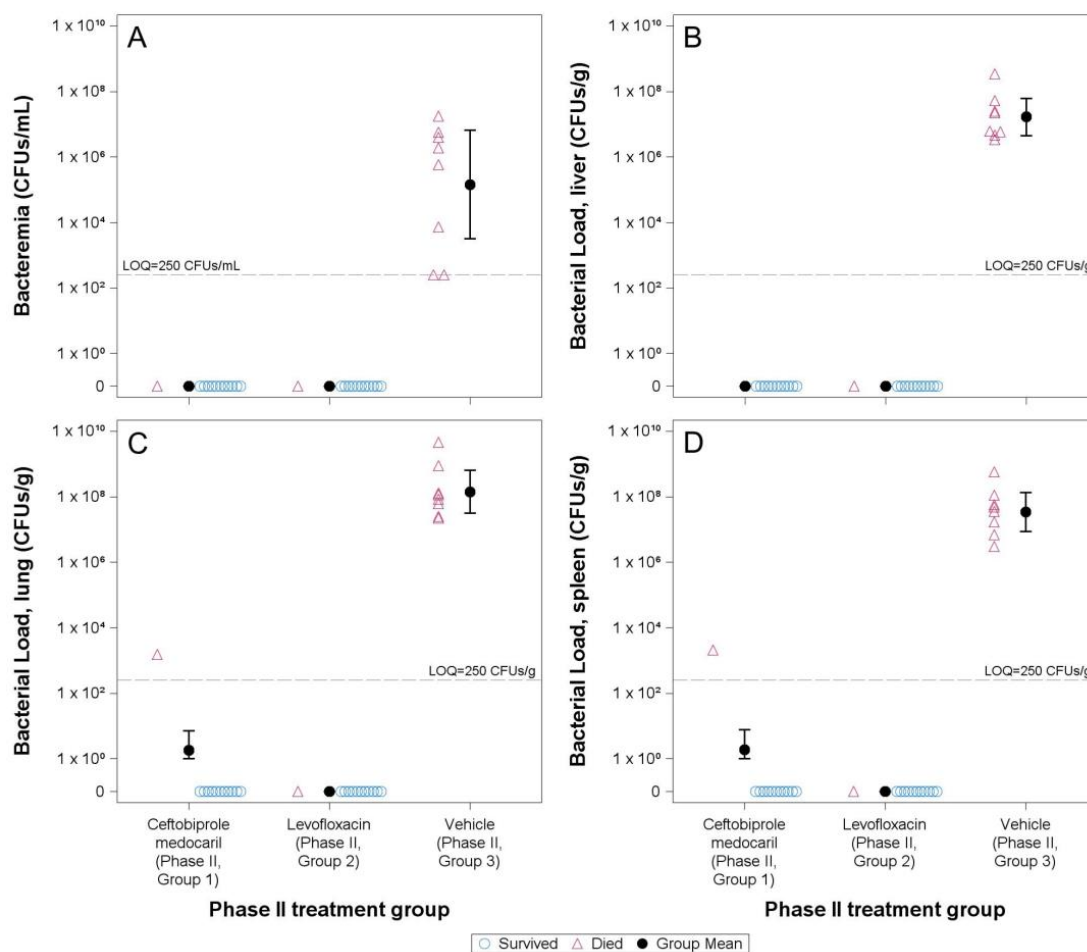 A
Bacteremia (CFUs/mL)
1 x 10¹⁰
1 x 10⁸
1 x 10⁶
1 x 10⁴
1 x 10²
1 x 10⁰
0
LOQ=250 CFUs/mL
B
Bacterial Load, liver (CFUs/g)
1 x 10¹⁰
1 x 10⁸
1 x 10⁶
1 x 10⁴
1 x 10²
1 x 10⁰
0
LOQ=250 CFUs/g
C
Bacterial Load, lung (CFUs/g)
1 x 10¹⁰
1 x 10⁸
1 x 10⁶
1 x 10⁴
1 x 10²
1 x 10⁰
0
LOQ=250 CFUs/g
Ceftobiprole
medocaril
(Phase II,
Group 1)
Levofloxacin
(Phase II,
Group 2)
Vehicle
(Phase II,
Group 3)
Phase II treatment group
D
Bacterial Load, spleen (CFUs/g)
1 x 10¹⁰
1 x 10⁸
1 x 10⁶
1 x 10⁴
1 x 10²
1 x 10⁰
0
LOQ=250 CFUs/g
Ceftobiprole
medocaril
(Phase II,
Group 1)
Levofloxacin
(Phase II,
Group 2)
Vehicle
(Phase II,
Group 3)
Phase II treatment group
Survived Died Group Mean